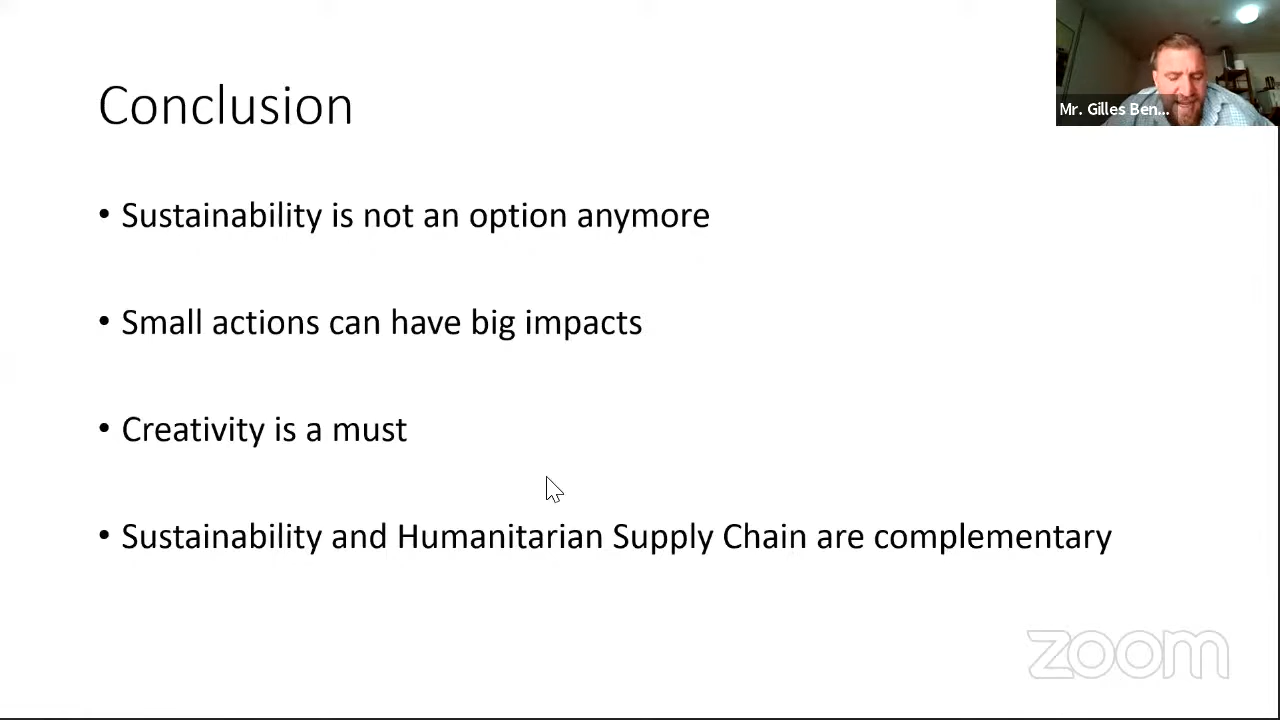 Conclusion
Mr. Gilles Ben...
• Sustainability is not an option anymore
• Small actions can have big impacts
• Creativity is a must
• Sustainability and Humanitarian Supply Chain are complementary
zoom